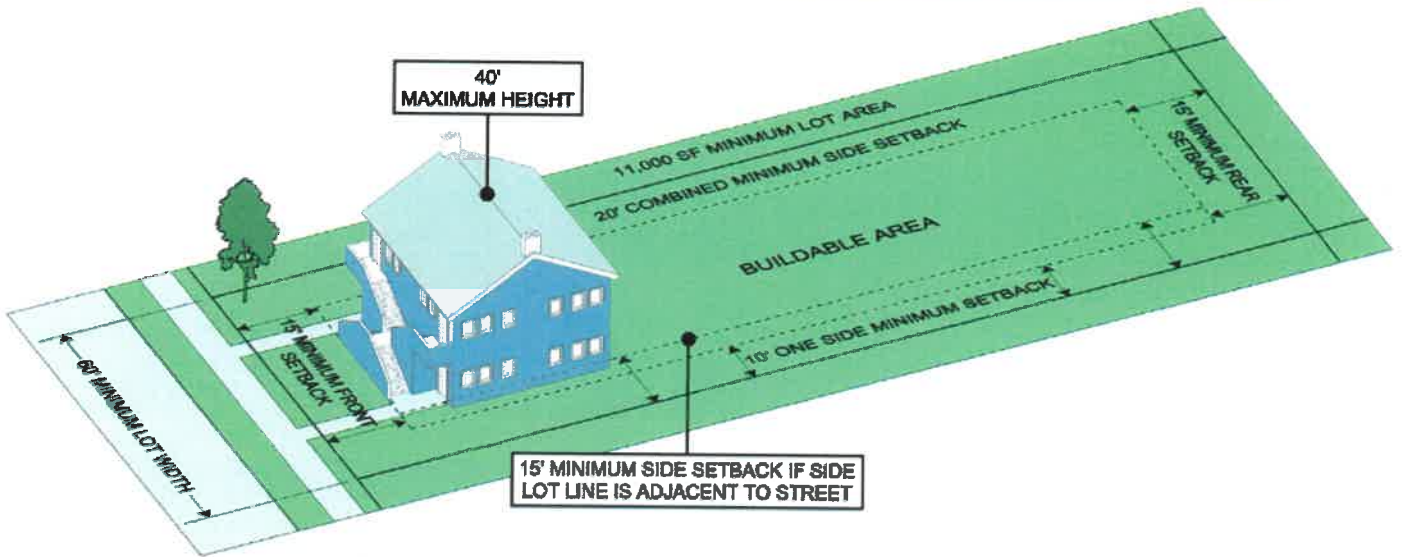 40'
MAXIMUM HEIGHT
11,000 SF MINIMUM LOT AREA
20' COMBINED MINIMUM SIDE SETBACK
15' MINIMUM REAR
SETBACK
BUILDABLE AREA
10' ONE SIDE MINIMUM SETBACK
15' MINIMUM FRONT
SETBACK
60' MINIMUM LOT WIDTH
15' MINIMUM SIDE SETBACK IF SIDE
LOT LINE IS ADJACENT TO STREET